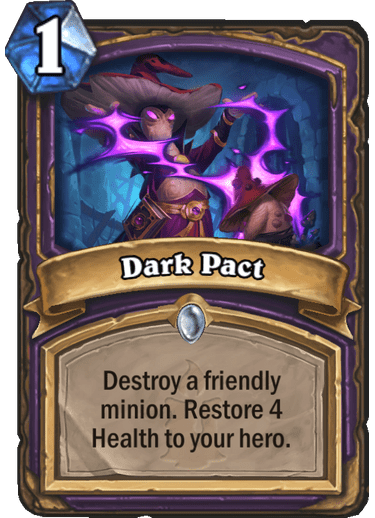 1
Dark Pact
Destroy a friendly
minion. Restore 4
Health to your hero.